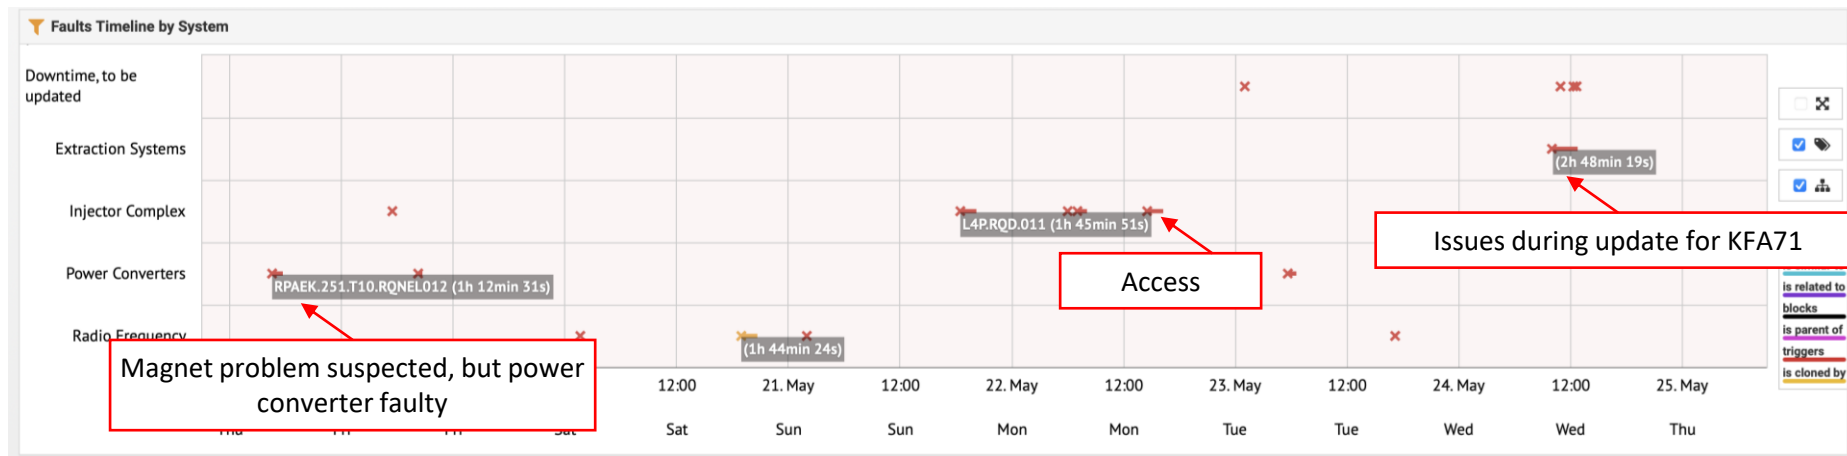 Faults Timeline by System
Downtime, to be
updated
Extraction Systems
(2h 48min 19s)
Injector Complex
L4P.RQD.011 (1h 45min 51s)
Issues during update for KFA71
Access
Power Converters
RPAEK.251.T10.RQNEL012 (1h 12min 31s)
is related to
blocks
is parent of
triggers
is cloned by
Radio Frequency
(1h 44min 24s)
Magnet problem suspected, but power
converter faulty
12:00 21. May 12:00 22. May 12:00 23. May 12:00 24. May 12:00 25. May
Thu Fri Fri Sat Sat Sun Sun Mon Mon Tue Tue Wed Wed Thu